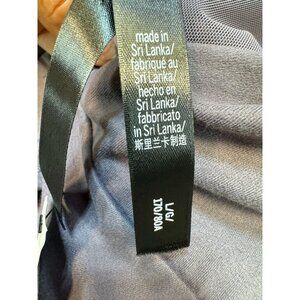 made in
Sri Lanka/
fabriqué au
Sri Lanka/
hecho en
Sri Lanka/
fabbricato
in Sri Lanka/
斯里兰卡制造
L/G/
170/80A